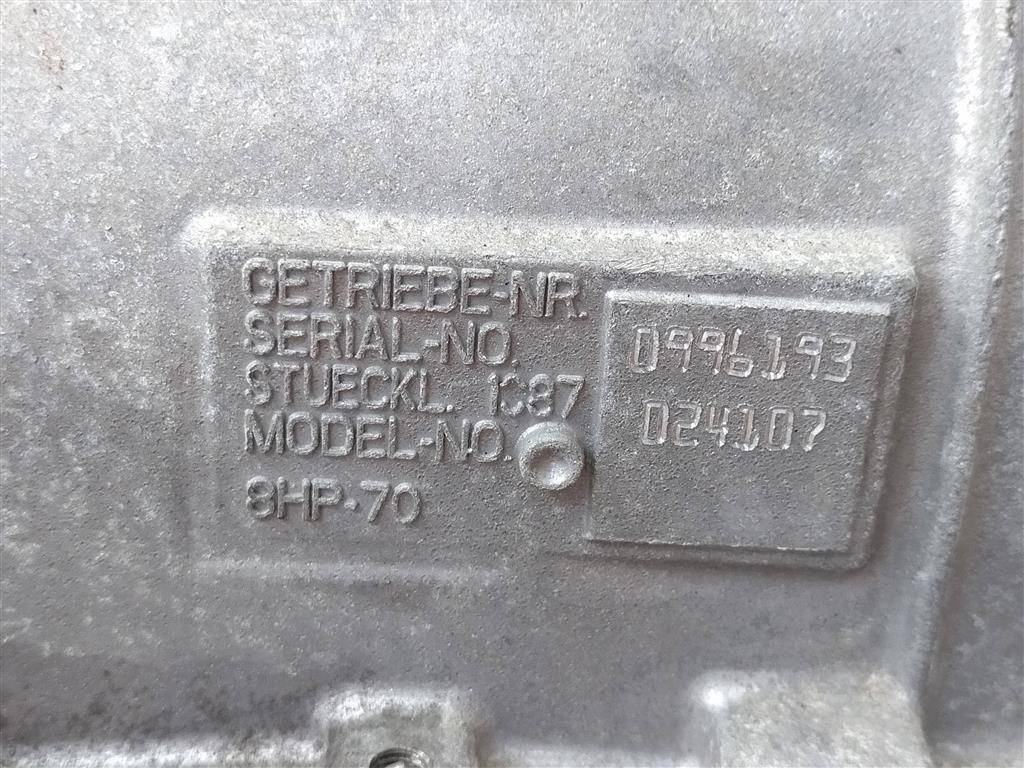 GETRIEBE-NR.
SERIAL-NO. 0996193
STUECKL. 1087
MODEL-NO. 024107
8HP-70